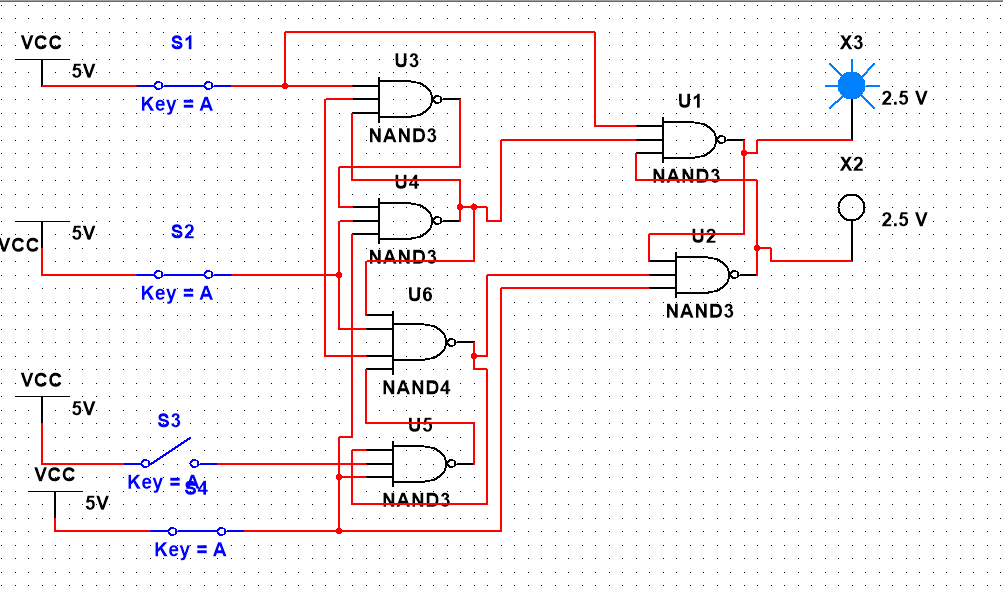 VCC
5V
S1
Key = A
U3
NAND3
U1
NAND3
X3
2.5 V
X2
2.5 V
VCC
5V
S2
Key = A
U4
NAND3
U2
NAND3
U6
NAND4
VCC
5V
S3
Key = A
U5
NAND3
VCC
5V
S4
Key = A